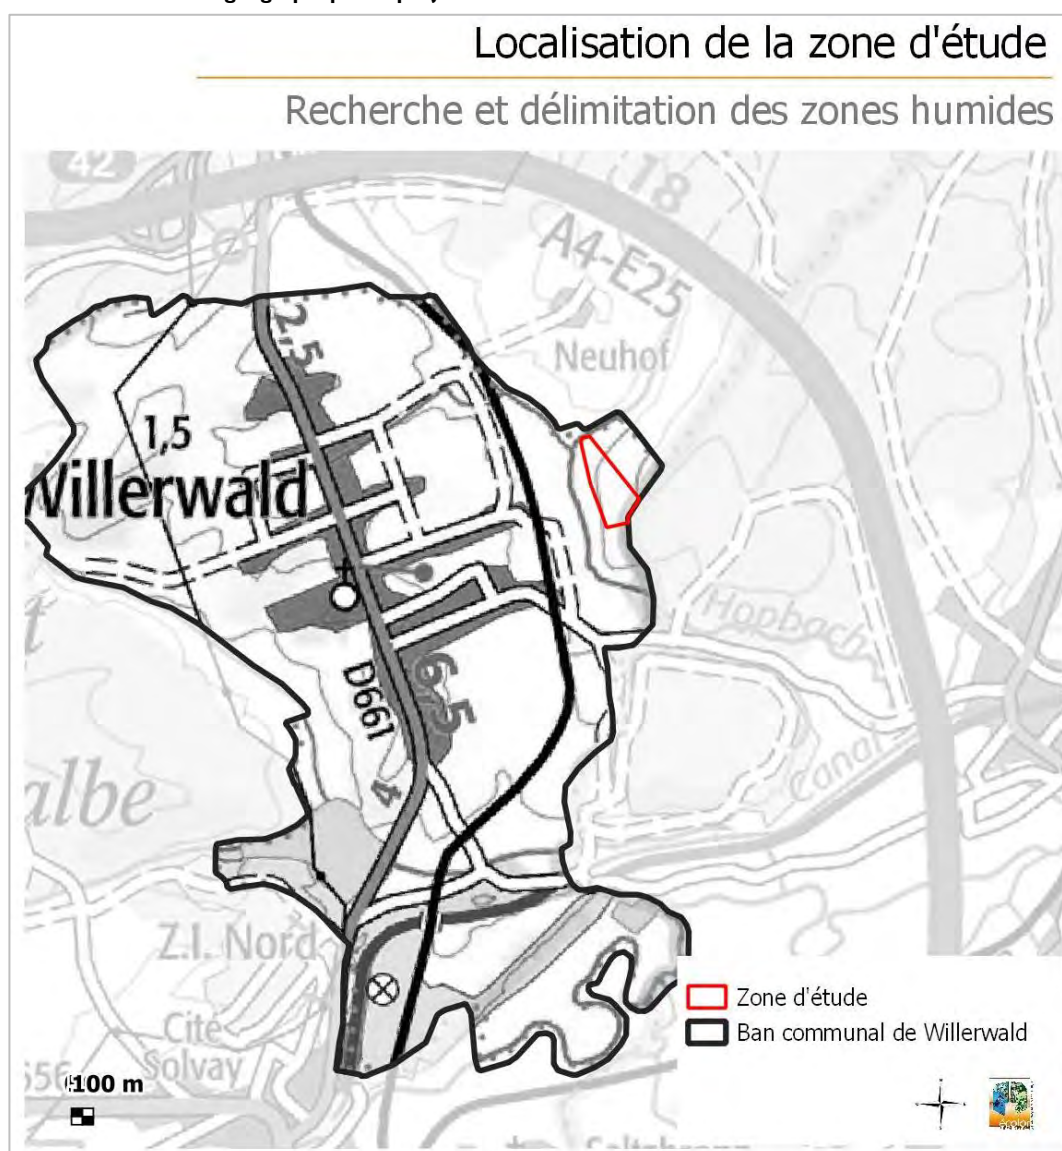 Localisation de la zone d'étude
Recherche et délimitation des zones humides
42
18
A4-E25
2,5
Neuhof
1,5
Willerwald
Hopbach
6,5
D661
4
Canal
albe
Z.I. Nord
Cité
Solvay
Zone d'étude
Ban communal de Willerwald
100 m
écolor